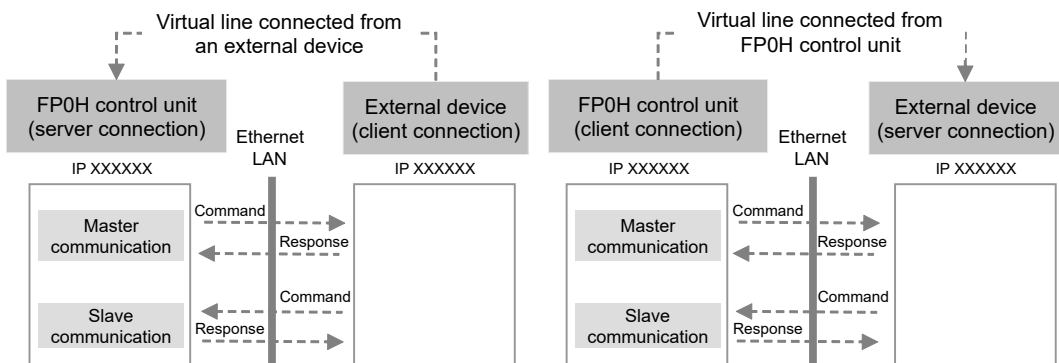 Virtual line connected from
an external device
FP0H control unit
(server connection)
External device
(client connection)
Ethernet
LAN
IP XXXXXX
IP XXXXXX
Master
communication
Command
Response
Slave
communication
Command
Response
Virtual line connected from
FP0H control unit
FP0H control unit
(client connection)
External device
(server connection)
Ethernet
LAN
IP XXXXXX
IP XXXXXX
Master
communication
Command
Response
Slave
communication
Command
Response